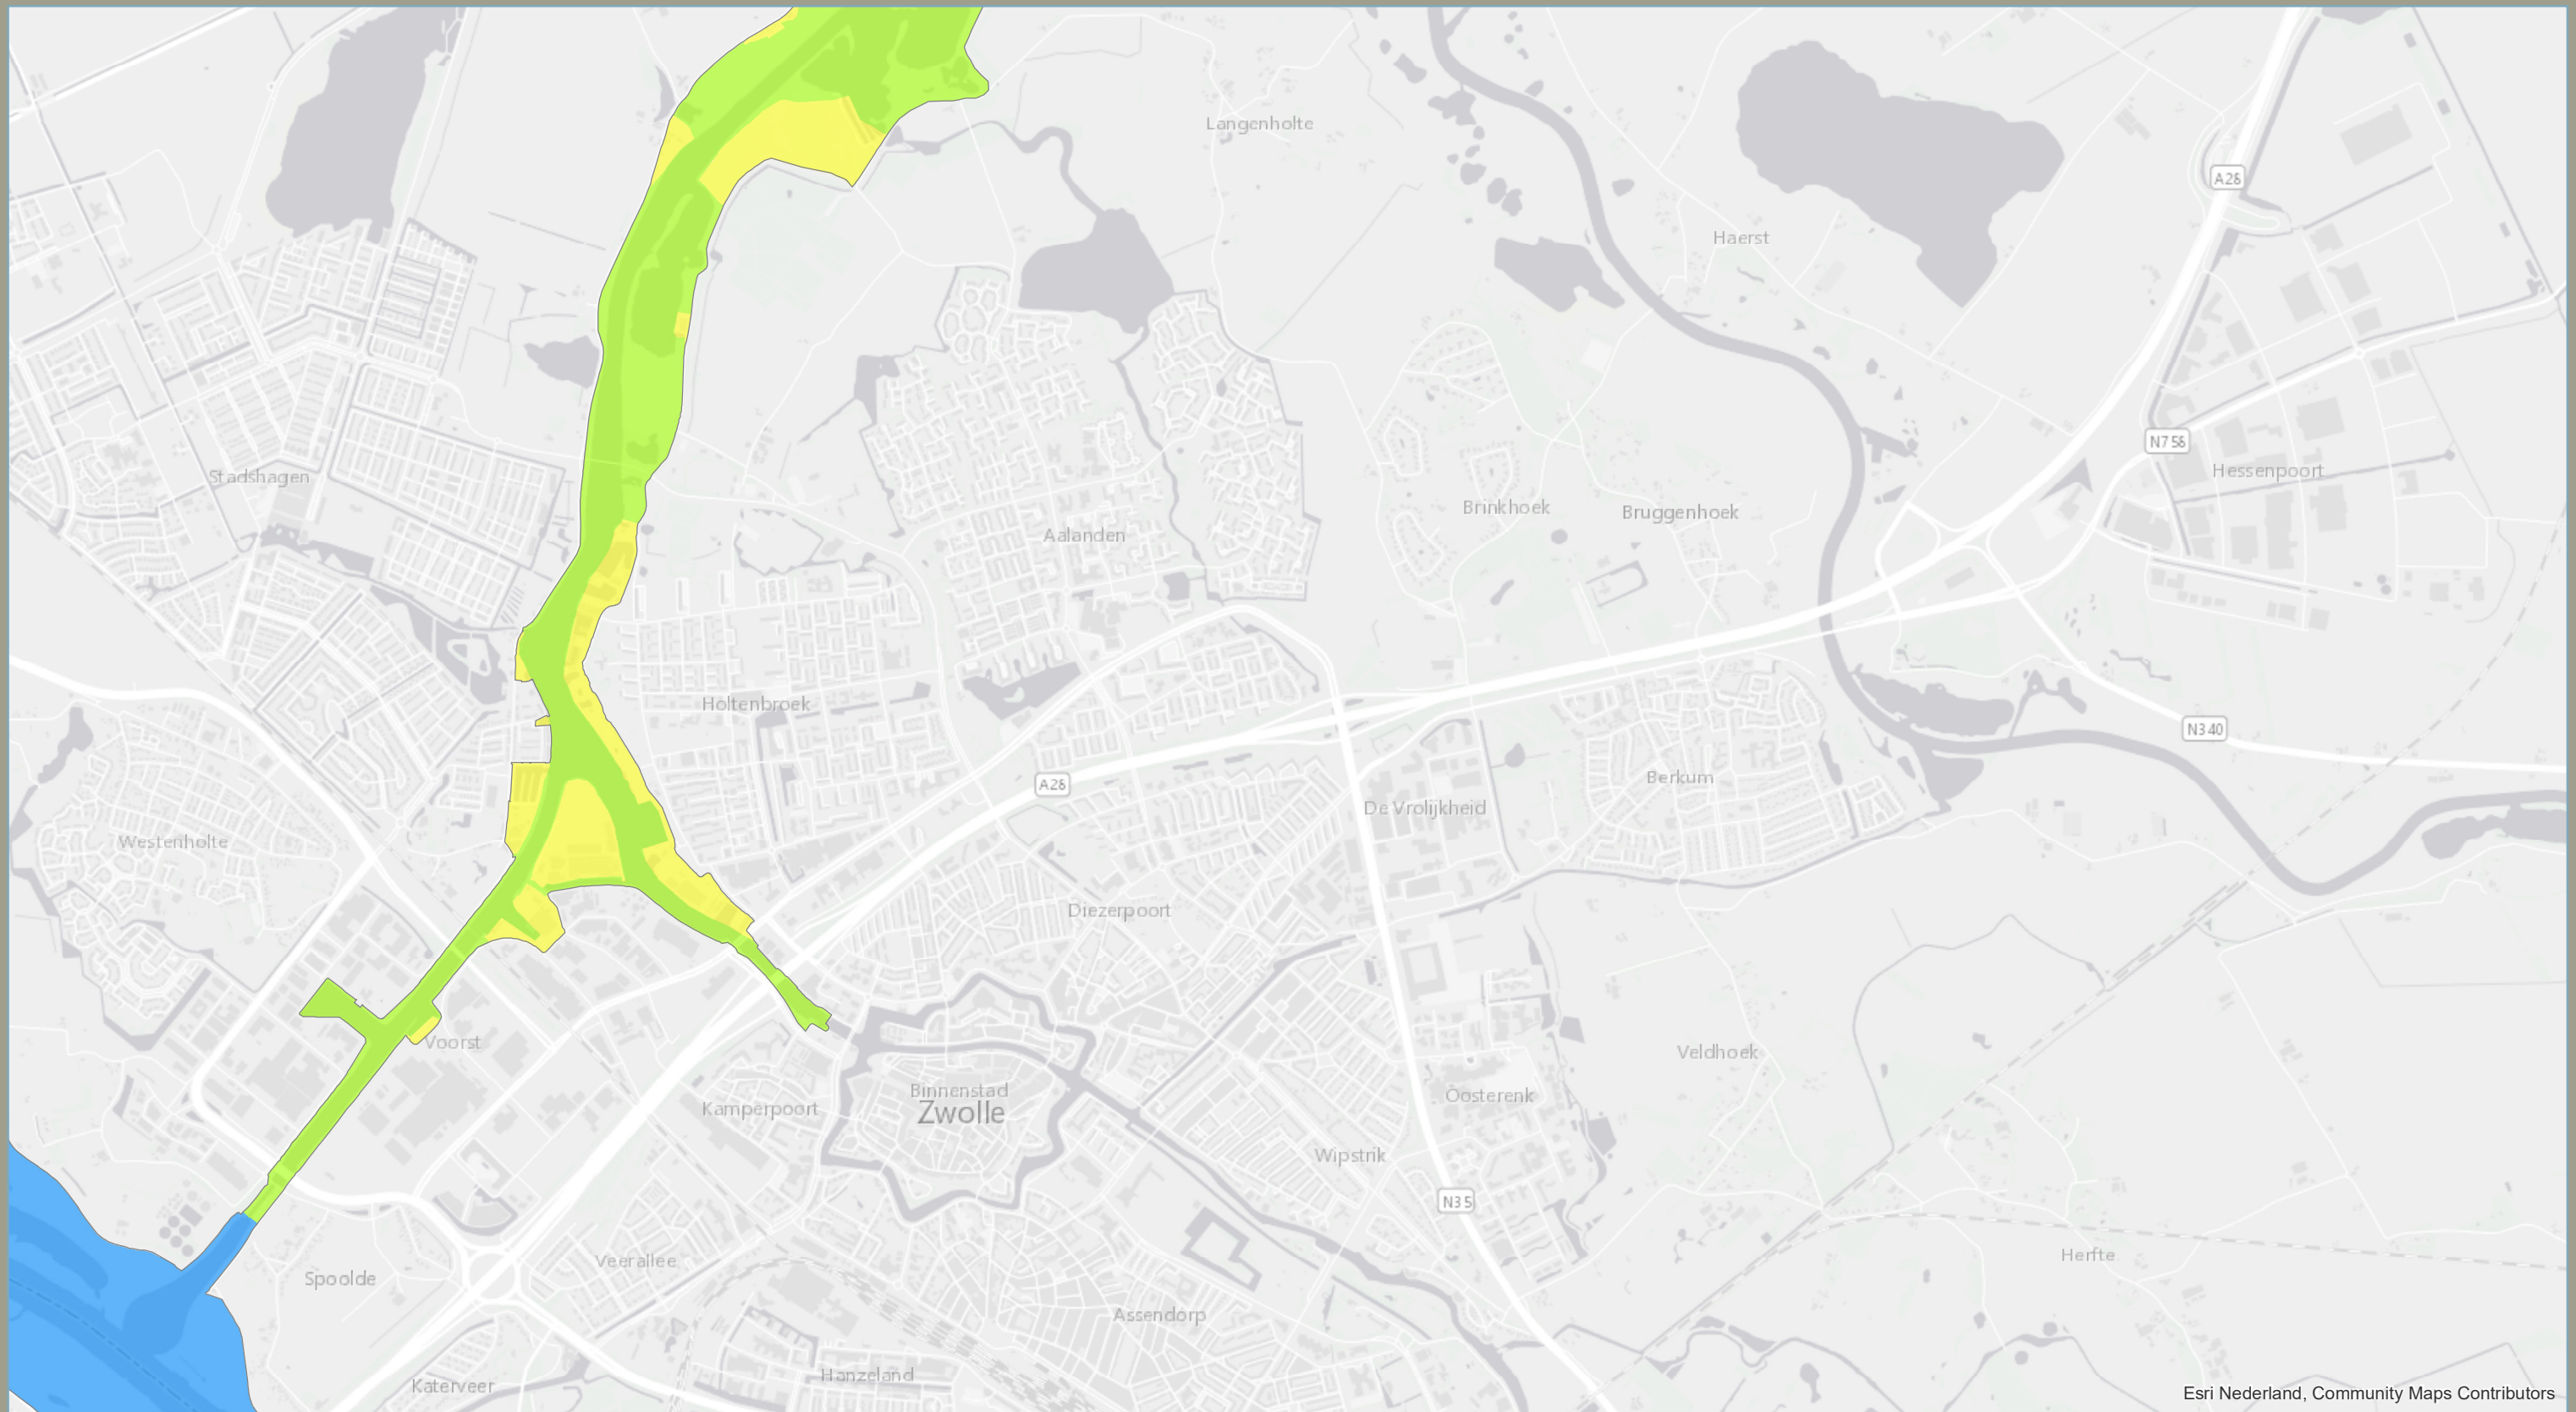 Langenholte
A28
Haerst
N758
Hessenpoort
Stadshagen
Brinkhoek
Bruggenhoek
Aalanden
Holtenbroek
N340
A28
Berkum
De Vrolijkheid
Westenholte
Diezerpoort
Voorst
Veldhoek
Binnenstad
Zwolle
Kamperpoort
Oosterenk
Wipstrik
N35
Herfte
Veerallee
Spoolde
Assendorp
Hanzeland
Katerveer
Esri Nederland, Community Maps Contributors